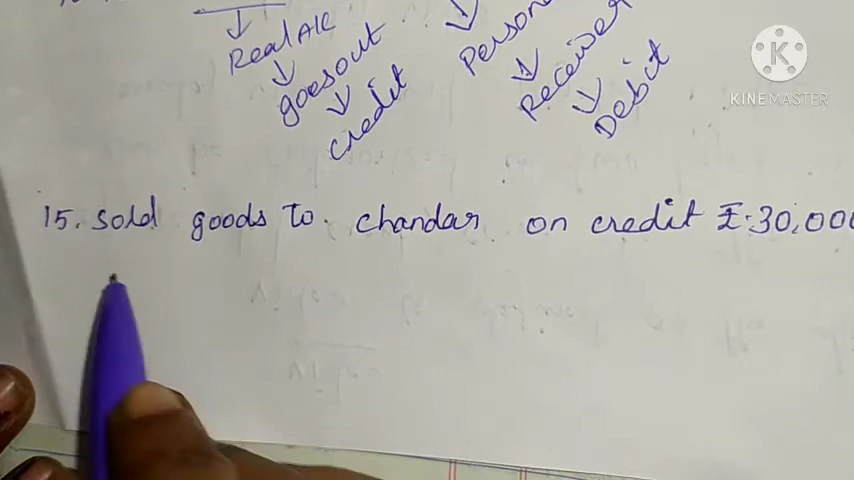 Real A/c
goes out
credit
Person
Receiver
Debit
KINEMASTER
15. Sold goods to. chandar on credit ₹.30,000